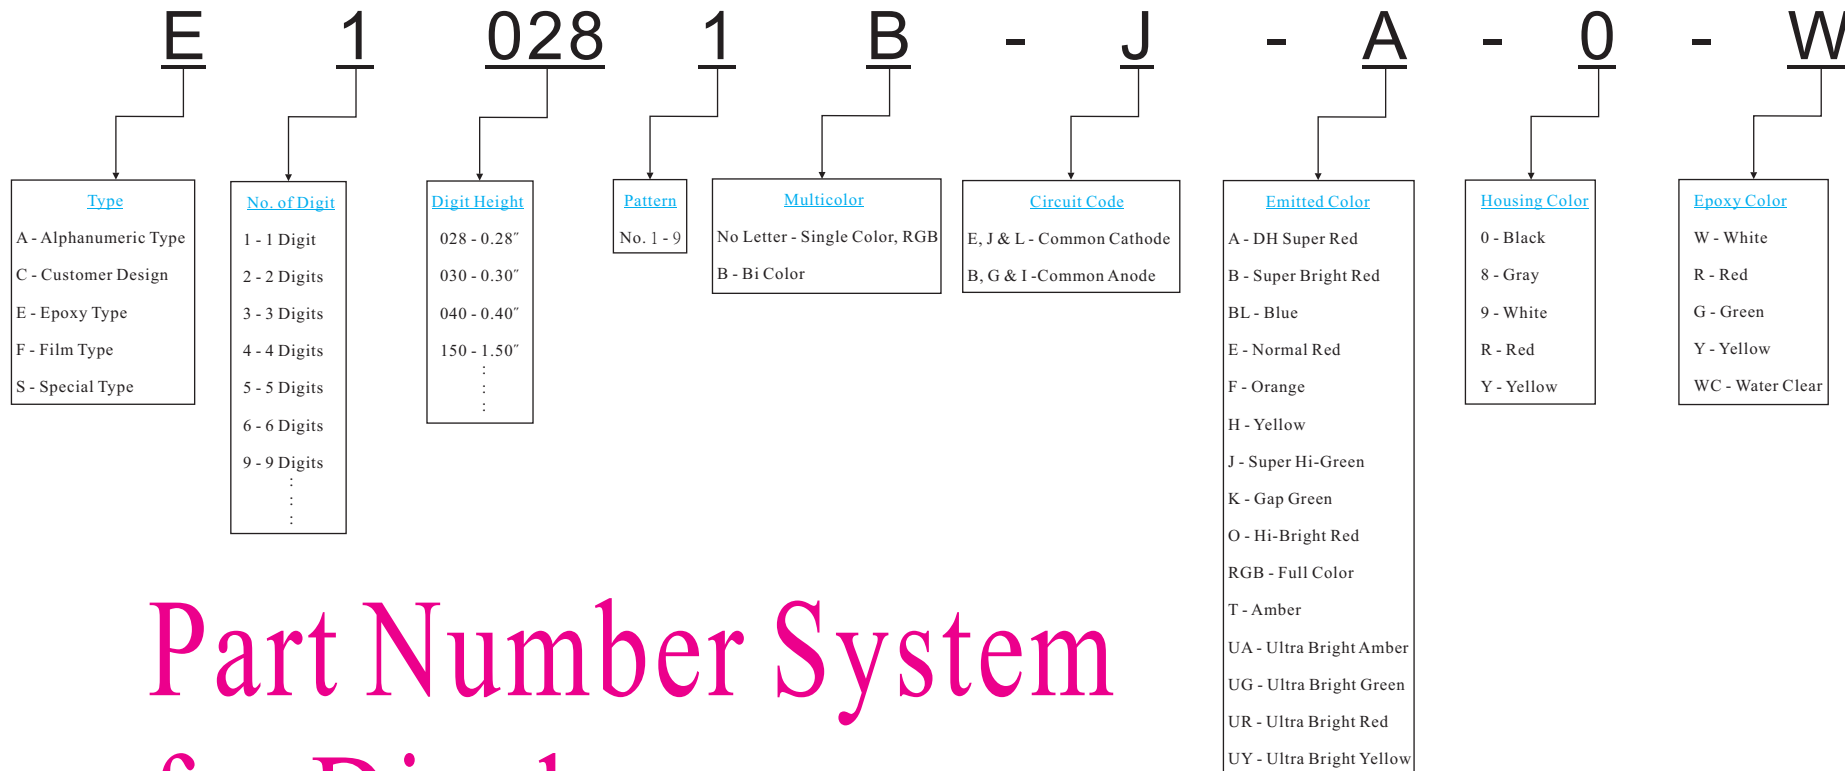 E 1 028 1 B - J - A - 0 - W
Type
A - Alphanumeric Type
C - Customer Design
E - Epoxy Type
F - Film Type
S - Special Type
No. of Digit
1 - 1 Digit
2 - 2 Digits
3 - 3 Digits
4 - 4 Digits
5 - 5 Digits
6 - 6 Digits
9 - 9 Digits
:
:
:
Digit Height
028 - 0.28″
030 - 0.30″
040 - 0.40″
150 - 1.50″
:
:
:
Pattern
No. 1 - 9
Multicolor
No Letter - Single Color, RGB
B - Bi Color
Circuit Code
E, J & L - Common Cathode
B, G & I -Common Anode
Emitted Color
A - DH Super Red
B - Super Bright Red
BL - Blue
E - Normal Red
F - Orange
H - Yellow
J - Super Hi-Green
K - Gap Green
O - Hi-Bright Red
RGB - Full Color
T - Amber
UA - Ultra Bright Amber
UG - Ultra Bright Green
UR - Ultra Bright Red
UY - Ultra Bright Yellow
Housing Color
0 - Black
8 - Gray
9 - White
R - Red
Y - Yellow
Epoxy Color
W - White
R - Red
G - Green
Y - Yellow
WC - Water Clear
Part Number System